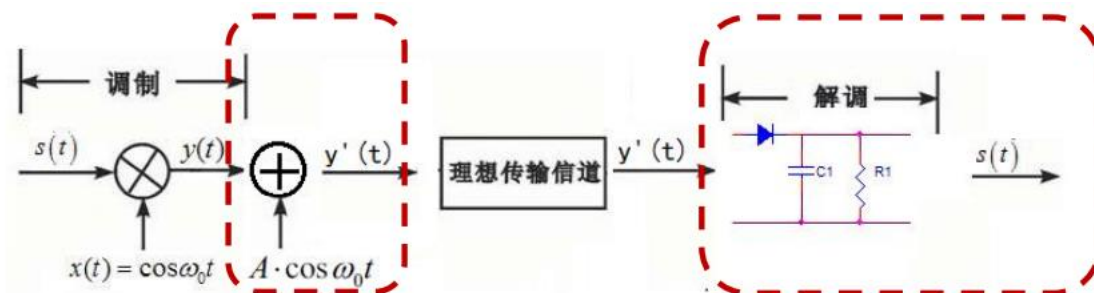 调制
s(t)
y(t)
y'(t)
x(t) = cosω₀t
A·cosω₀t
理想传输信道
y'(t)
解调
C1
R1
s(t)